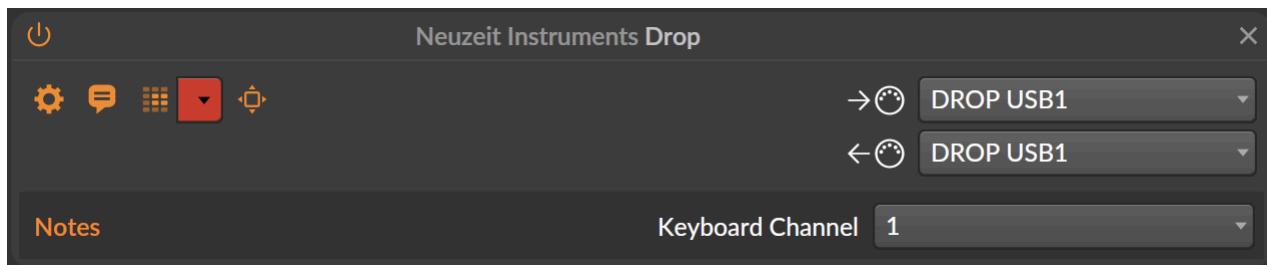 Neuzeit Instruments Drop
DROP USB1
DROP USB1
Notes
Keyboard Channel 1